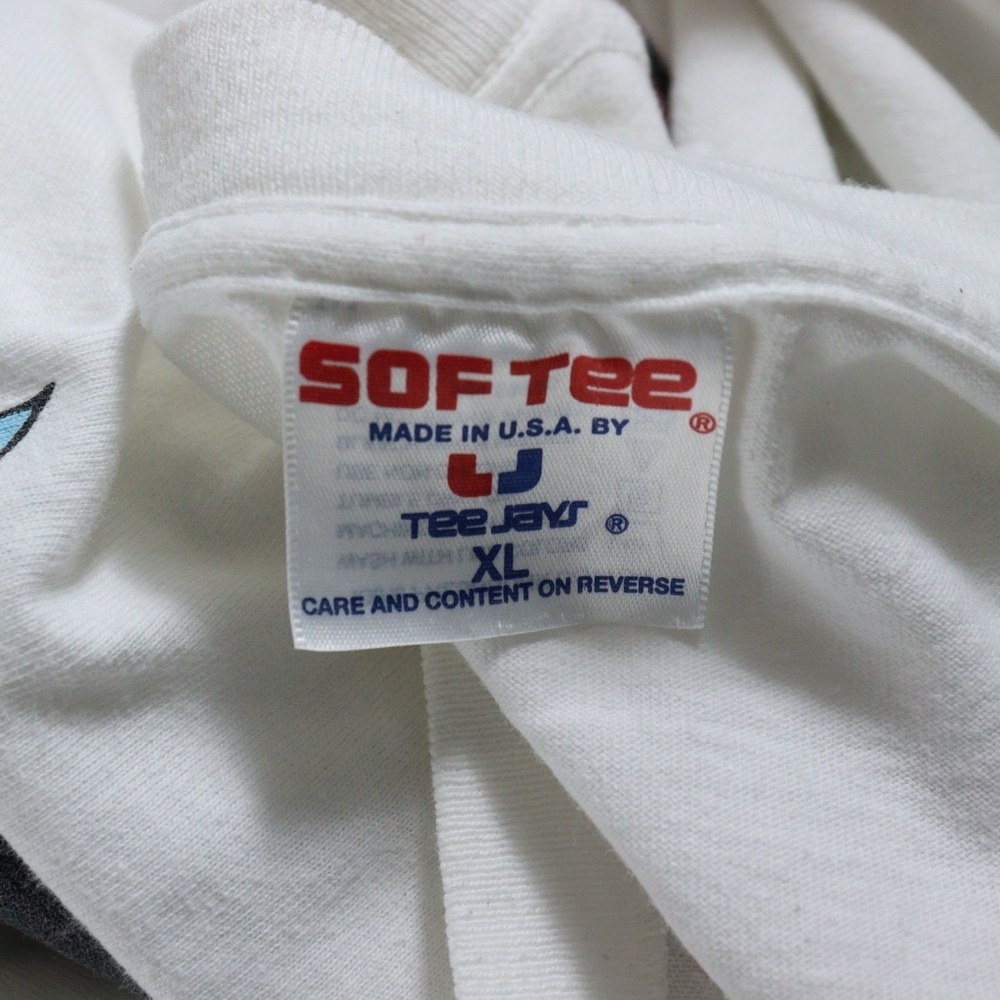 SOF TEE®
MADE IN U.S.A. BY
TEE JAYS ®
XL
CARE AND CONTENT ON REVERSE